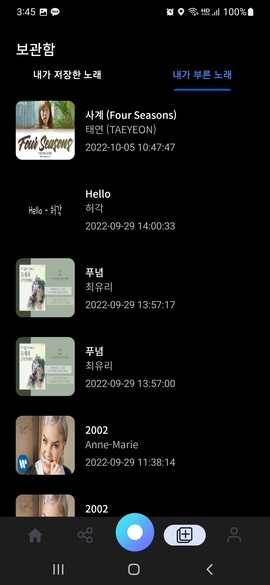 3:45
100%
보관함
내가 저장한 노래
내가 부른 노래
Four Seasons
사계 (Four Seasons)
태연 (TAEYEON)
2022-10-05 10:47:47
Hello - 허각
Hello
허각
2022-09-29 14:00:33
푸념
최유리
2022-09-29 13:57:17
푸념
최유리
2022-09-29 13:57:00
2002
Anne-Marie
2022-09-29 11:38:14
2002